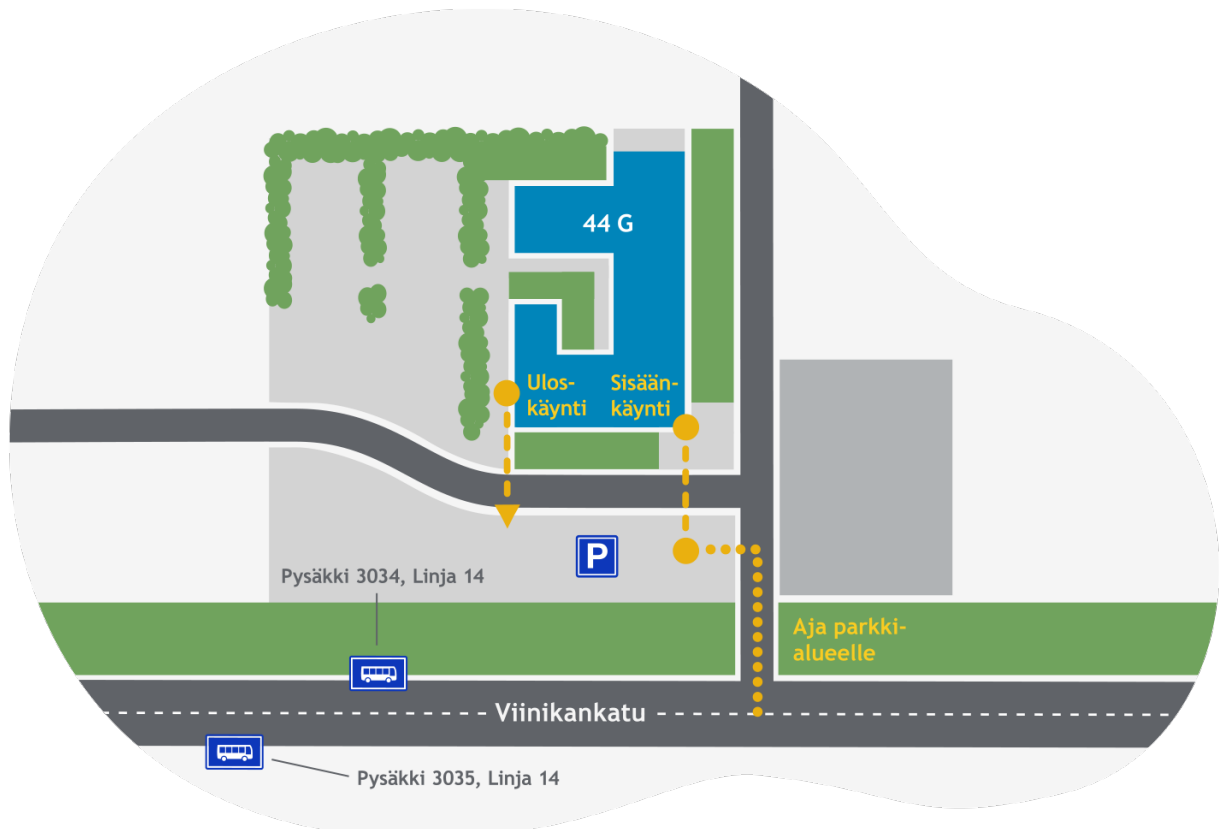 44 G
Ulos-
käynti
Sisään-
käynti
P
Pysäkki 3034, Linja 14
Aja parkki-
alueelle
Viinikankatu
Pysäkki 3035, Linja 14